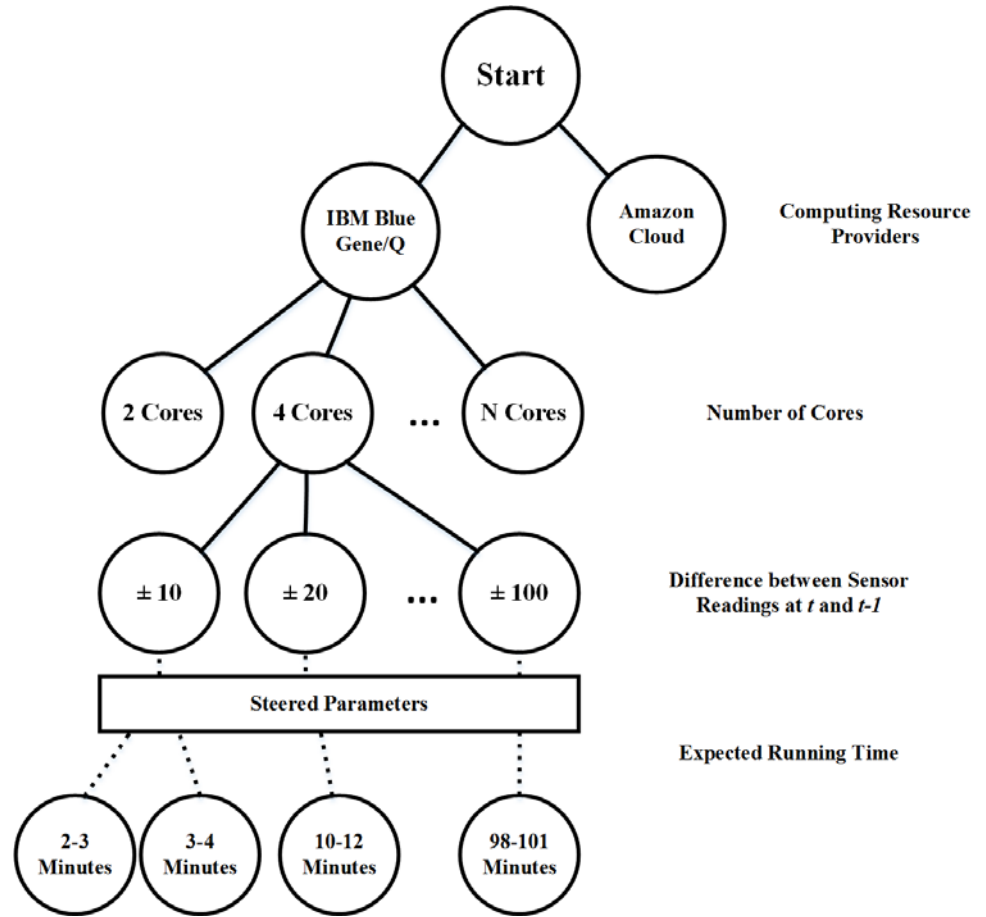 Start
IBM Blue
Gene/Q
Amazon
Cloud
Computing Resource
Providers
2 Cores
4 Cores
...
N Cores
Number of Cores
± 10
± 20
...
± 100
Difference between Sensor
Readings at t and t-1
Steered Parameters
Expected Running Time
2-3
Minutes
3-4
Minutes
10-12
Minutes
98-101
Minutes